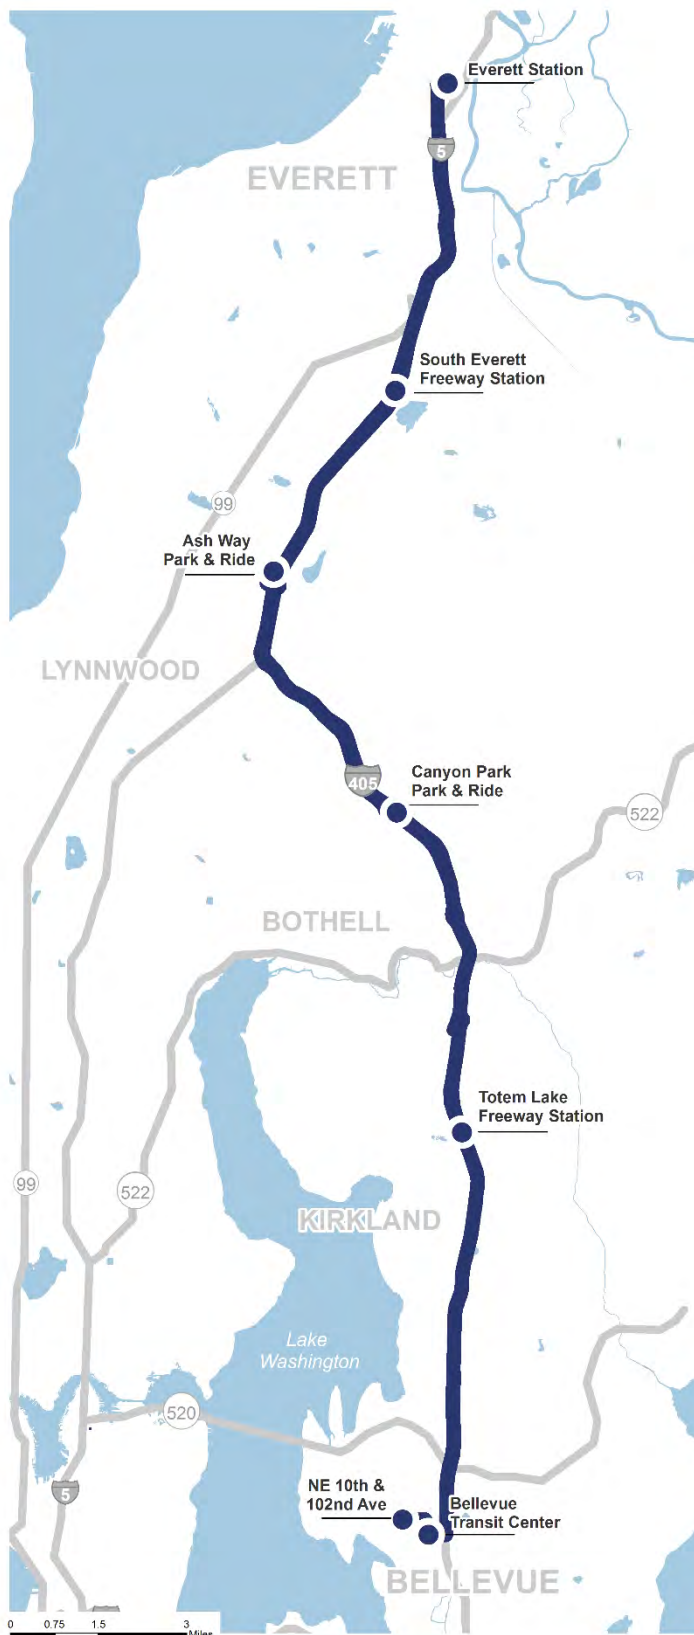 Everett Station
5
EVERETT
South Everett
Freeway Station
99
Ash Way
Park & Ride
LYNNWOOD
Canyon Park
Park & Ride
405
522
BOTHELL
Totem Lake
Freeway Station
99
522
KIRKLAND
Lake
Washington
520
NE 10th &
102nd Ave
Bellevue
Transit Center
5
BELLEVUE
0 0.75 1.5 3
Miles